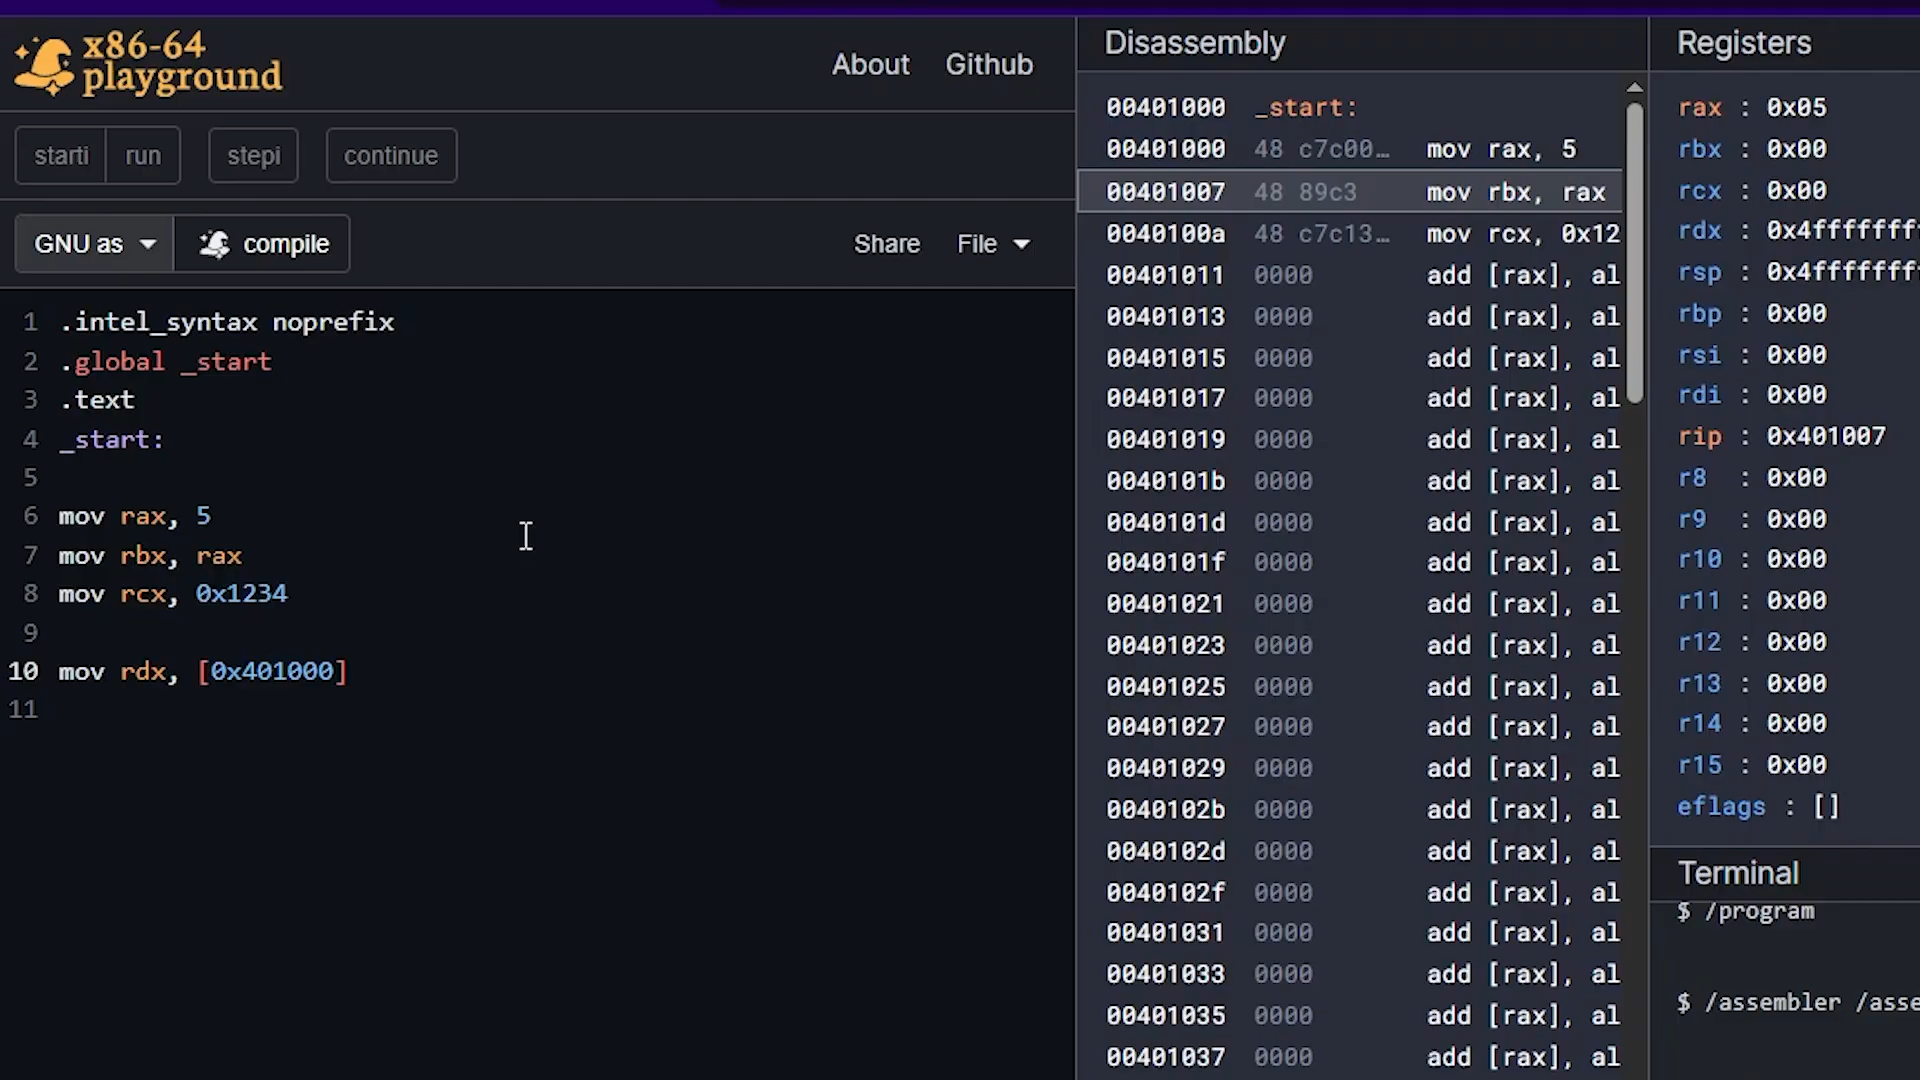 x86-64
playground
About Github
starti run stepi continue
GNU as compile Share File
1 .intel_syntax noprefix
2 .global _start
3 .text
4 _start:
5
6 mov rax, 5
7 mov rbx, rax
8 mov rcx, 0x1234
9
10 mov rdx, [0x401000]
11
Disassembly
00401000 _start:
00401000 48 c7c00… mov rax, 5
00401007 48 89c3 mov rbx, rax
0040100a 48 c7c13… mov rcx, 0x12
00401011 0000 add [rax], al
00401013 0000 add [rax], al
00401015 0000 add [rax], al
00401017 0000 add [rax], al
00401019 0000 add [rax], al
0040101b 0000 add [rax], al
0040101d 0000 add [rax], al
0040101f 0000 add [rax], al
00401021 0000 add [rax], al
00401023 0000 add [rax], al
00401025 0000 add [rax], al
00401027 0000 add [rax], al
00401029 0000 add [rax], al
0040102b 0000 add [rax], al
0040102d 0000 add [rax], al
0040102f 0000 add [rax], al
00401031 0000 add [rax], al
00401033 0000 add [rax], al
00401035 0000 add [rax], al
00401037 0000 add [rax], al
Registers
rax : 0x05
rbx : 0x00
rcx : 0x00
rdx : 0x4fffffff
rsp : 0x4fffffff
rbp : 0x00
rsi : 0x00
rdi : 0x00
rip : 0x401007
r8 : 0x00
r9 : 0x00
r10 : 0x00
r11 : 0x00
r12 : 0x00
r13 : 0x00
r14 : 0x00
r15 : 0x00
eflags : []
Terminal
$ /program
$ /assembler /asse